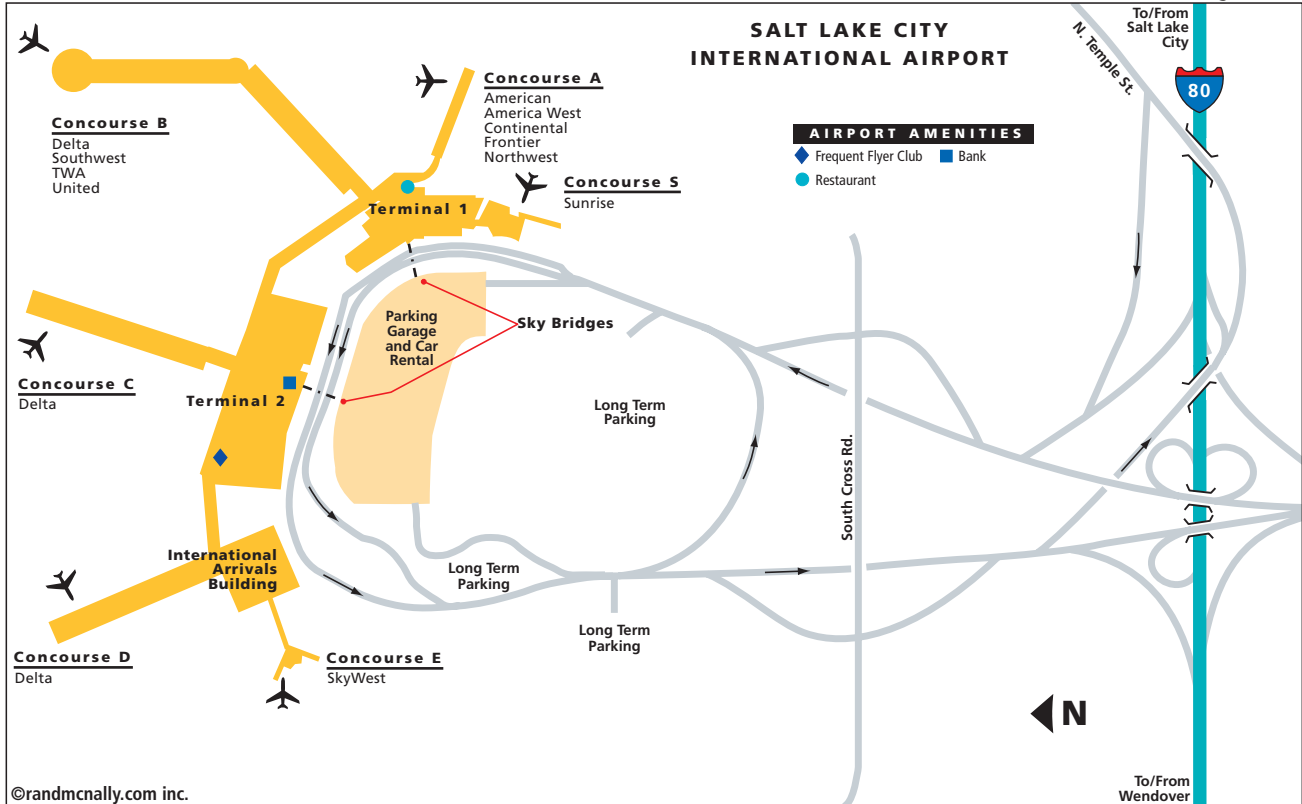 SALT LAKE CITY
INTERNATIONAL AIRPORT
AIRPORT AMENITIES
Frequent Flyer Club
Bank
Restaurant
To/From
Salt Lake
City
N. Temple St.
80
Concourse A
American
America West
Continental
Frontier
Northwest
Concourse B
Delta
Southwest
TWA
United
Concourse S
Sunrise
Terminal 1
Parking
Garage
and Car
Rental
Sky Bridges
Concourse C
Delta
Terminal 2
Long Term
Parking
South Cross Rd.
International
Arrivals
Building
Long Term
Parking
Long Term
Parking
Concourse D
Delta
Concourse E
SkyWest
N
To/From
Wendover
©randmcnally.com inc.